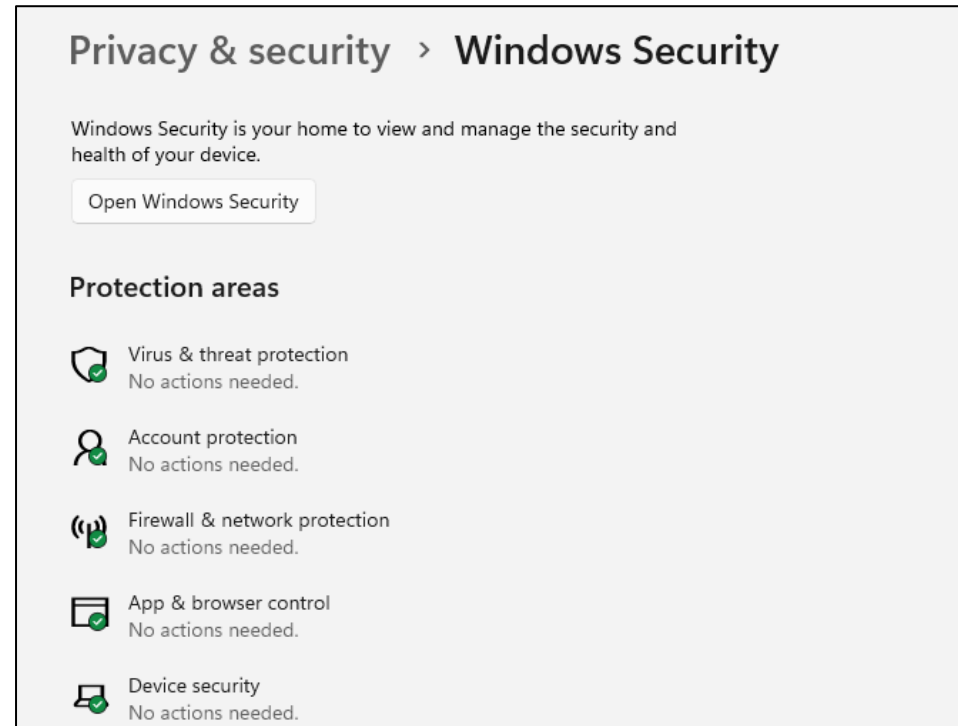 Privacy & security > Windows Security
Windows Security is your home to view and manage the security and
health of your device.
Open Windows Security
Protection areas
Virus & threat protection
No actions needed.
Account protection
No actions needed.
Firewall & network protection
No actions needed.
App & browser control
No actions needed.
Device security
No actions needed.